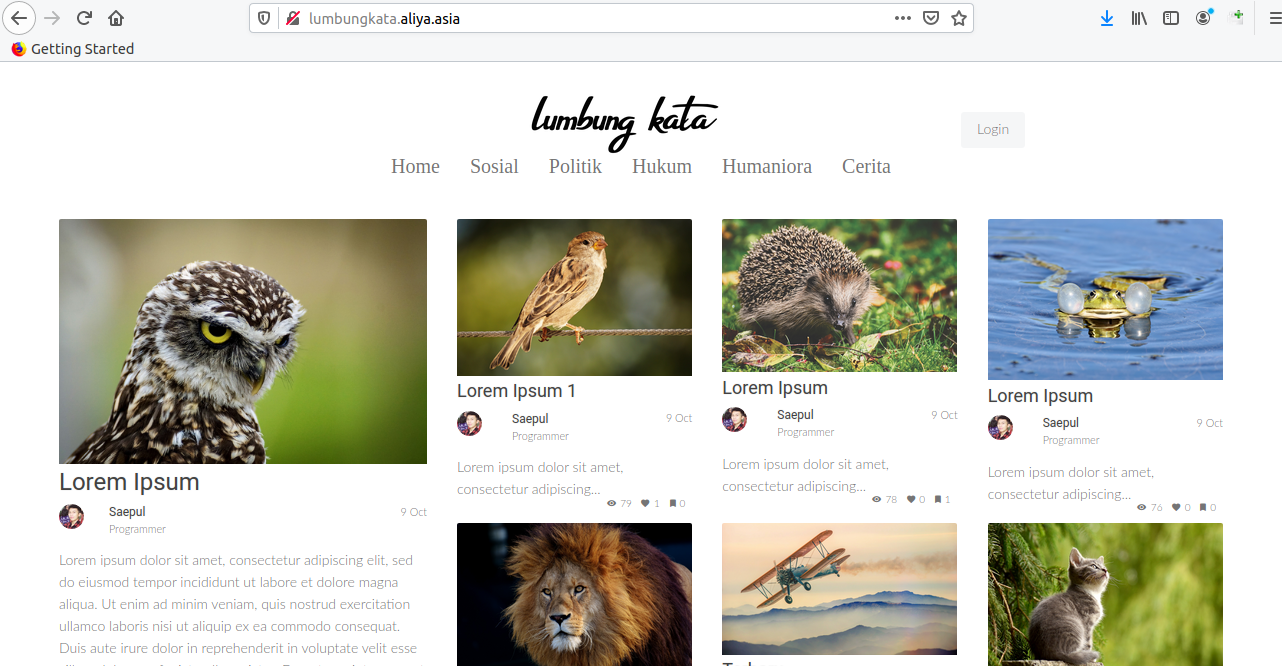 lumbungkata.aliya.asia
Getting Started
lumbung kata
Login
Home Sosial Politik Hukum Humaniora Cerita
Lorem Ipsum
Saepul
9 Oct
Programmer
Lorem ipsum dolor sit amet, consectetur adipiscing elit, sed
do eiusmod tempor incididunt ut labore et dolore magna
aliqua. Ut enim ad minim veniam, quis nostrud exercitation
ullamco laboris nisi ut aliquip ex ea commodo consequat.
Duis aute irure dolor in reprehenderit in voluptate velit esse
Lorem Ipsum 1
Saepul
9 Oct
Programmer
Lorem ipsum dolor sit amet,
consectetur adipiscing...
79 1 0
Lorem Ipsum
Saepul
9 Oct
Programmer
Lorem ipsum dolor sit amet,
consectetur adipiscing...
78 0 1
Lorem Ipsum
Saepul
9 Oct
Programmer
Lorem ipsum dolor sit amet,
consectetur adipiscing...
76 0 0